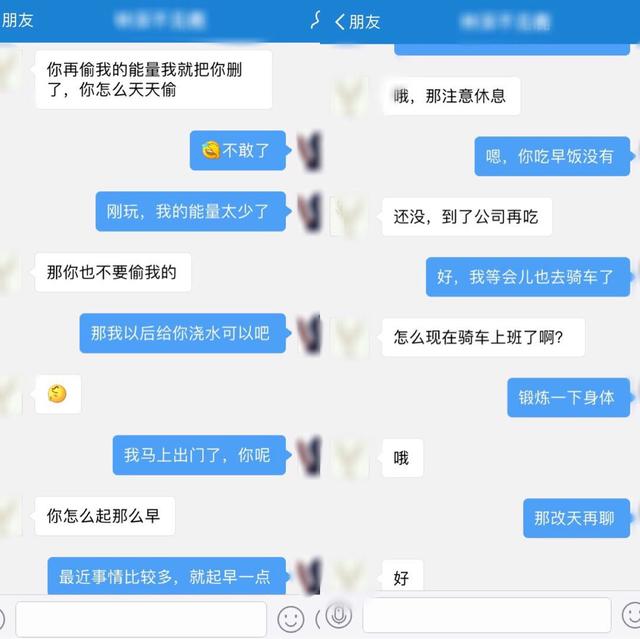 朋友
你再偷我的能量我就把你删
了，你怎么天天偷
不敢了
刚玩，我的能量太少了
那你也不要偷我的
那我以后给你浇水可以吧
我马上出门了，你呢
你怎么起那么早
最近事情比较多，就起早一点
朋友
哦，那注意休息
嗯，你吃早饭没有
还没，到了公司再吃
好，我等会儿也去骑车了
怎么现在骑车上班了啊？
锻炼一下身体
哦
那改天再聊
好